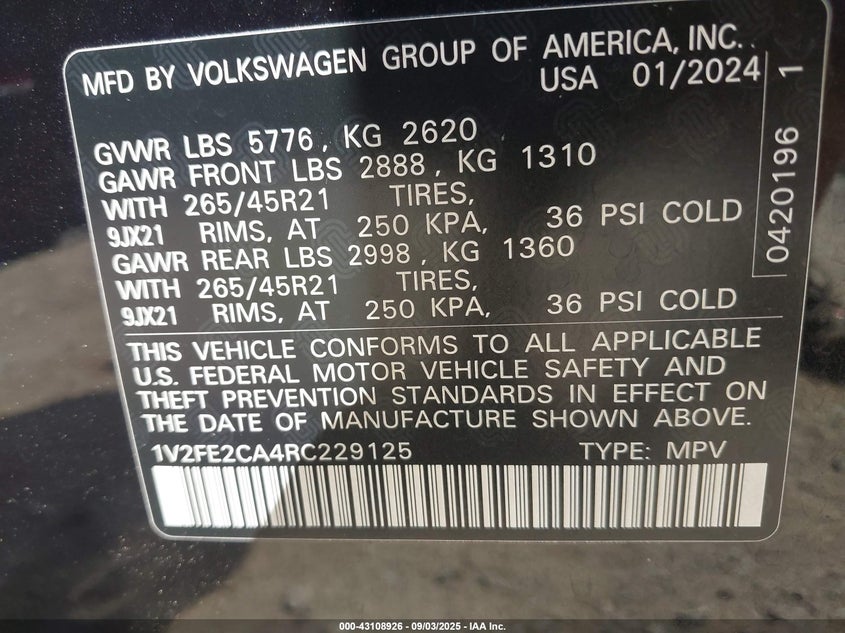 MFD BY VOLKSWAGEN GROUP OF AMERICA, INC.
USA 01/2024
GVWR LBS 5776, KG 2620
GAWR FRONT LBS 2888, KG 1310
WITH 265/45R21 TIRES,
9JX21 RIMS, AT 250 KPA, 36 PSI COLD
GAWR REAR LBS 2998, KG 1360
WITH 265/45R21 TIRES,
9JX21 RIMS, AT 250 KPA, 36 PSI COLD
0420196 1
THIS VEHICLE CONFORMS TO ALL APPLICABLE
U.S. FEDERAL MOTOR VEHICLE SAFETY AND
THEFT PREVENTION STANDARDS IN EFFECT ON
THE DATE OF MANUFACTURE SHOWN ABOVE.
1V2FE2CA4RC229125 TYPE: MPV
000-43108926 - 09/03/2025 - IAA Inc.